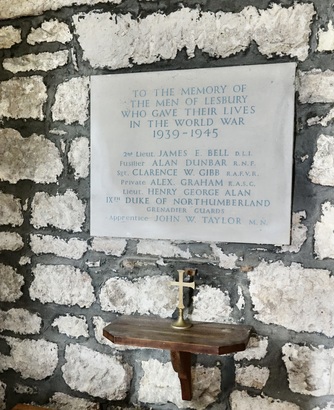 TO THE MEMORY OF
THE MEN OF LESBURY
WHO GAVE THEIR LIVES
IN THE WORLD WAR
1939-1945
2nd Lieut. JAMES E. BELL R.L.I.
Fusilier ALAN DUNBAR R.N.F.
Sgt. CLARENCE W. GIBB R.A.F.V.R.
Private ALEX. GRAHAM R.A.S.C.
Lieut. HENRY GEORGE ALAN
IXTH DUKE OF NORTHUMBERLAND
GRENADIER GUARDS
Apprentice JOHN W. TAYLOR M.N.